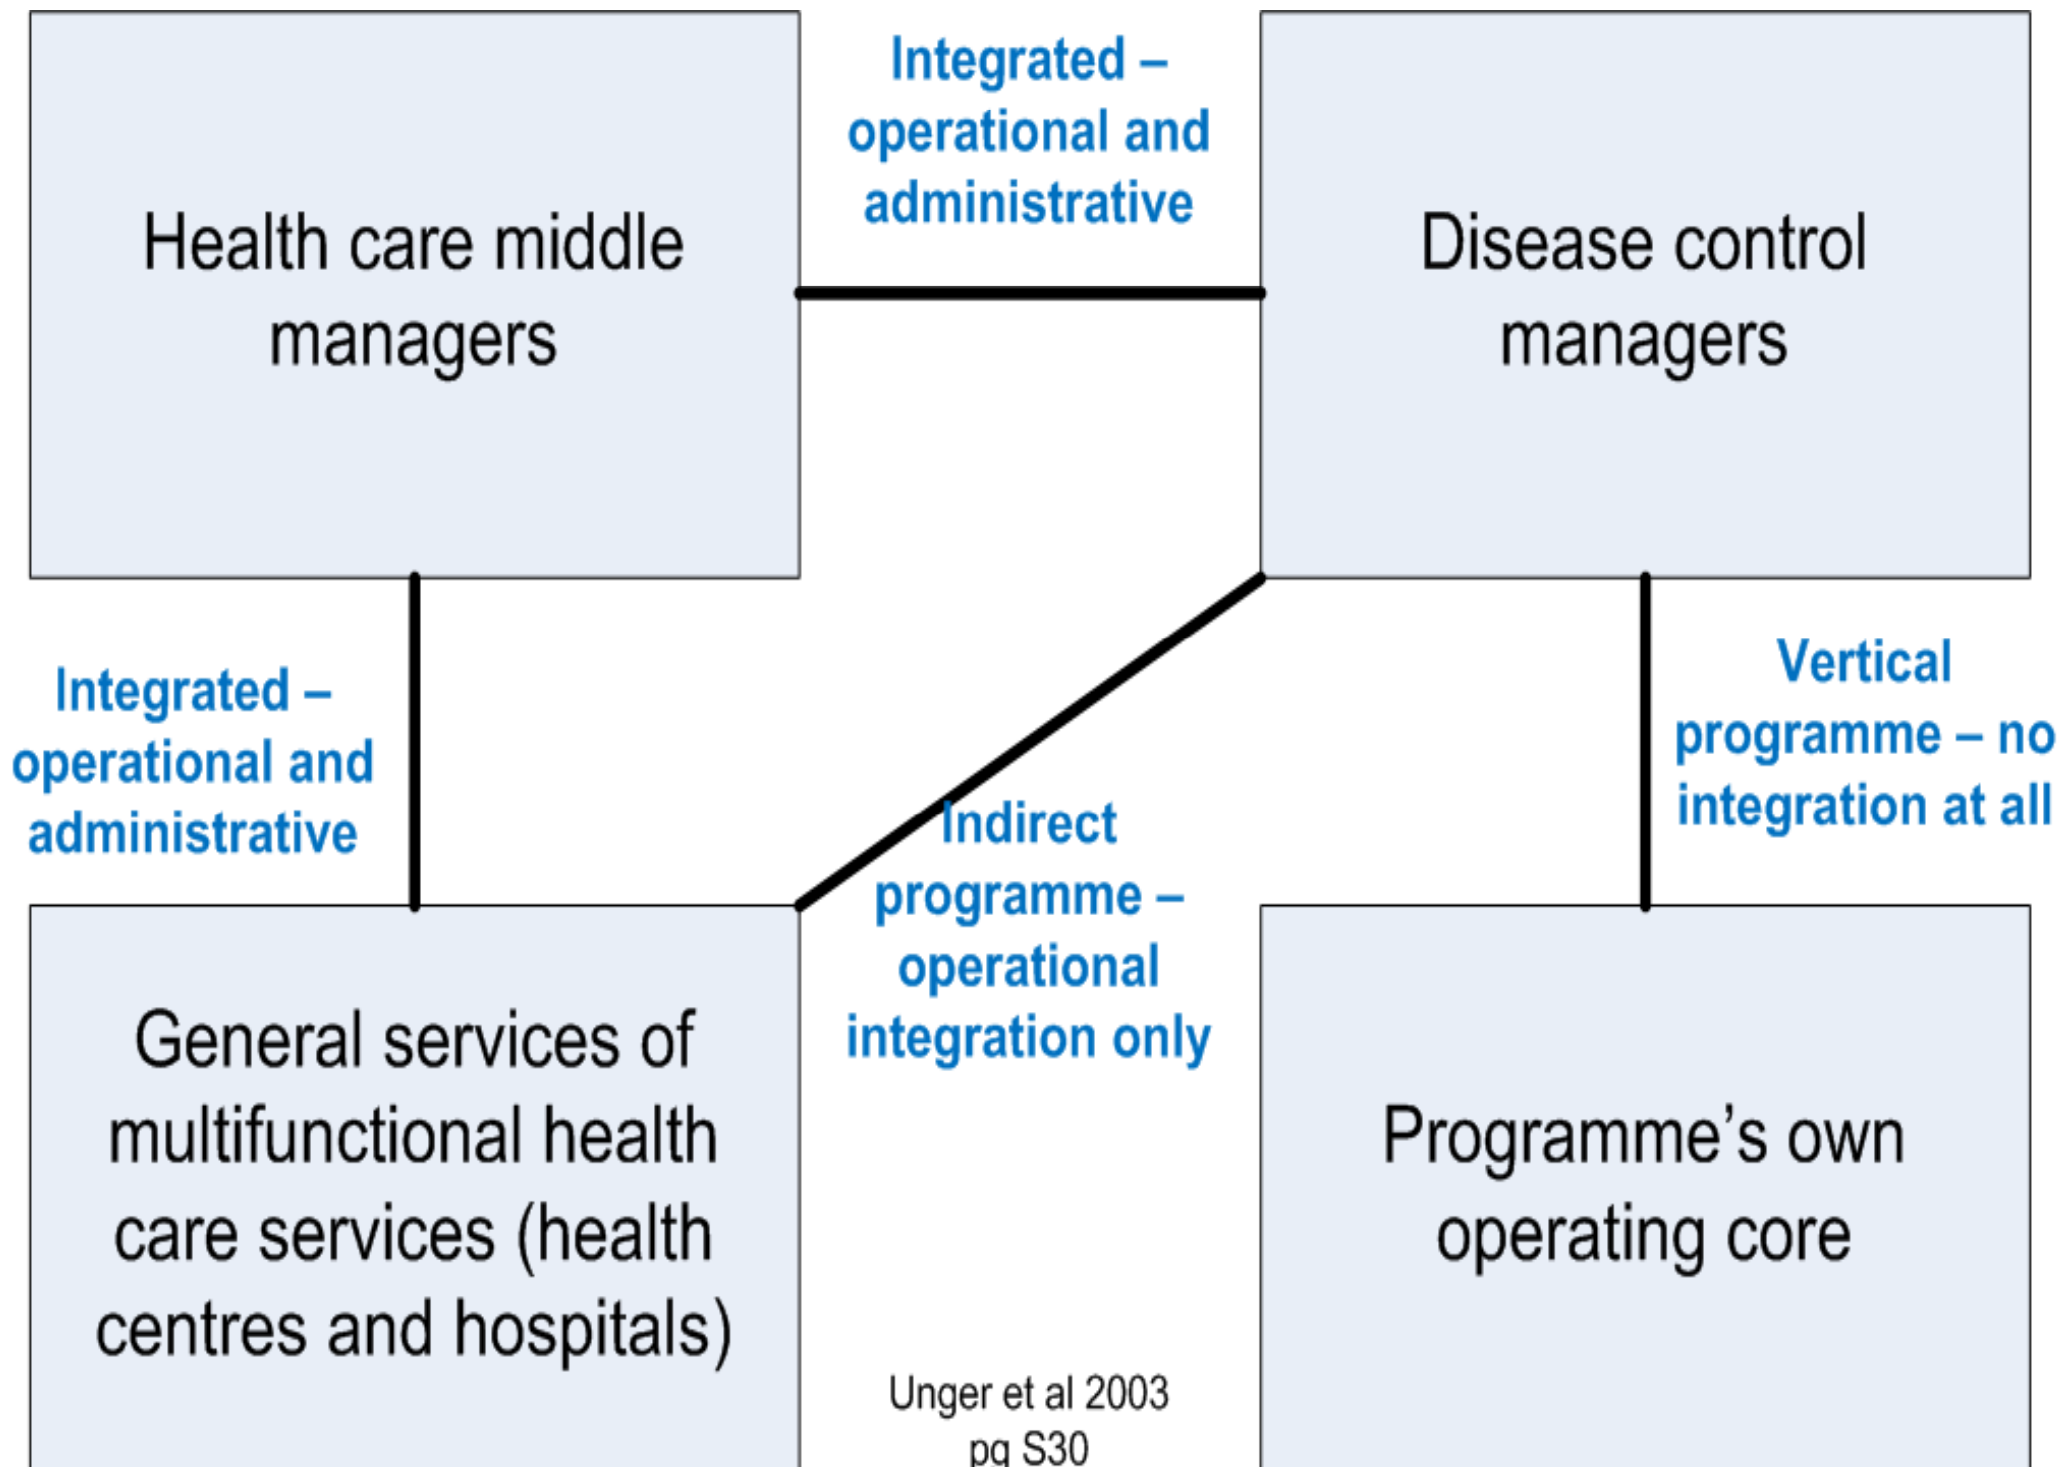 Health care middle
managers
Integrated –
operational and
administrative
Disease control
managers
Integrated –
operational and
administrative
Indirect
programme –
operational
integration only
Vertical
programme – no
integration at all
General services of
multifunctional health
care services (health
centres and hospitals)
Programme’s own
operating core
Unger et al 2003
pg S30